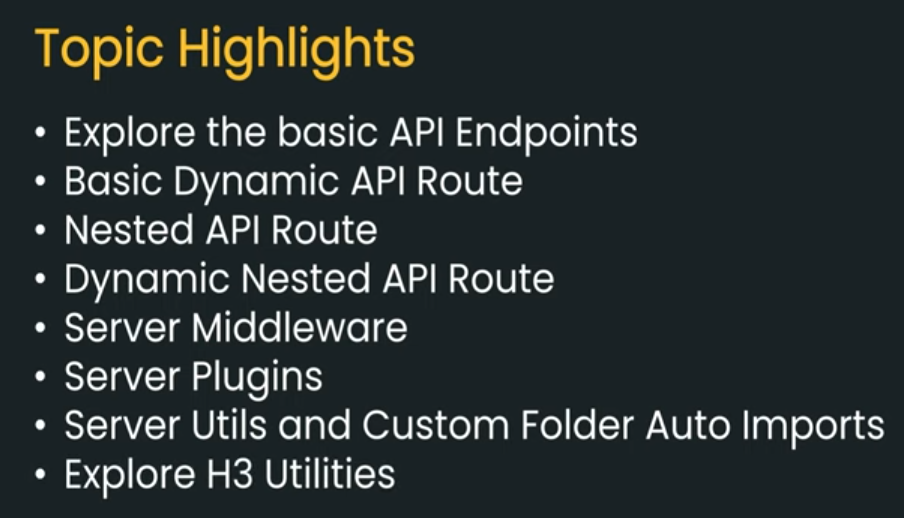 Topic Highlights
• Explore the basic API Endpoints
• Basic Dynamic API Route
• Nested API Route
• Dynamic Nested API Route
• Server Middleware
• Server Plugins
• Server Utils and Custom Folder Auto Imports
• Explore H3 Utilities